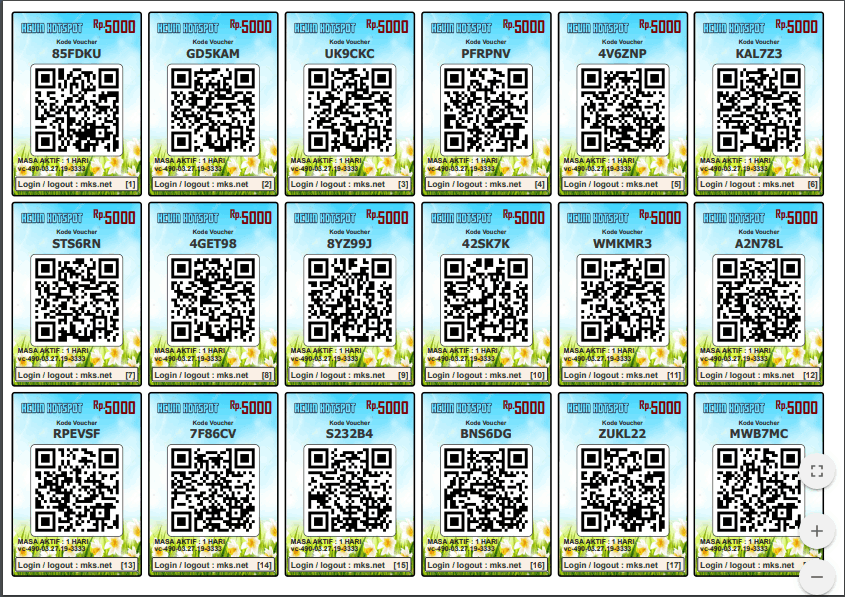 KEUM HOTSPOT Rp.5000
Kode Voucher
85FDKU
MASA AKTIF : 1 HARI
vc-490-03.27.19-3333
Login / logout : mks.net [1]
KEUM HOTSPOT Rp.5000
Kode Voucher
GD5KAM
MASA AKTIF : 1 HARI
vc-490-03.27.19-3333
Login / logout : mks.net [2]
KEUM HOTSPOT Rp.5000
Kode Voucher
UK9CKC
MASA AKTIF : 1 HARI
vc-490-03.27.19-3333
Login / logout : mks.net [3]
KEUM HOTSPOT Rp.5000
Kode Voucher
PFRPNV
MASA AKTIF : 1 HARI
vc-490-03.27.19-3333
Login / logout : mks.net [4]
KEUM HOTSPOT Rp.5000
Kode Voucher
4V6ZNP
MASA AKTIF : 1 HARI
vc-490-03.27.19-3333
Login / logout : mks.net [5]
KEUM HOTSPOT Rp.5000
Kode Voucher
KAL7Z3
MASA AKTIF : 1 HARI
vc-490-03.27.19-3333
Login / logout : mks.net [6]
KEUM HOTSPOT Rp.5000
Kode Voucher
STS6RN
MASA AKTIF : 1 HARI
vc-490-03.27.19-3333
Login / logout : mks.net [7]
KEUM HOTSPOT Rp.5000
Kode Voucher
4GET98
MASA AKTIF : 1 HARI
vc-490-03.27.19-3333
Login / logout : mks.net [8]
KEUM HOTSPOT Rp.5000
Kode Voucher
8YZ99J
MASA AKTIF : 1 HARI
vc-490-03.27.19-3333
Login / logout : mks.net [9]
KEUM HOTSPOT Rp.5000
Kode Voucher
42SK7K
MASA AKTIF : 1 HARI
vc-490-03.27.19-3333
Login / logout : mks.net [10]
KEUM HOTSPOT Rp.5000
Kode Voucher
WMKMR3
MASA AKTIF : 1 HARI
vc-490-03.27.19-3333
Login / logout : mks.net [11]
KEUM HOTSPOT Rp.5000
Kode Voucher
A2N78L
MASA AKTIF : 1 HARI
vc-490-03.27.19-3333
Login / logout : mks.net [12]
KEUM HOTSPOT Rp.5000
Kode Voucher
RPEVSF
MASA AKTIF : 1 HARI
vc-490-03.27.19-3333
Login / logout : mks.net [13]
KEUM HOTSPOT Rp.5000
Kode Voucher
7F86CV
MASA AKTIF : 1 HARI
vc-490-03.27.19-3333
Login / logout : mks.net [14]
KEUM HOTSPOT Rp.5000
Kode Voucher
S232B4
MASA AKTIF : 1 HARI
vc-490-03.27.19-3333
Login / logout : mks.net [15]
KEUM HOTSPOT Rp.5000
Kode Voucher
BNS6DG
MASA AKTIF : 1 HARI
vc-490-03.27.19-3333
Login / logout : mks.net [16]
KEUM HOTSPOT Rp.5000
Kode Voucher
ZUKL22
MASA AKTIF : 1 HARI
vc-490-03.27.19-3333
Login / logout : mks.net [17]
KEUM HOTSPOT Rp.5000
Kode Voucher
MWB7MC
MASA AKTIF : 1 HARI
vc-490-03.27.19-3333
Login / logout : mks.net